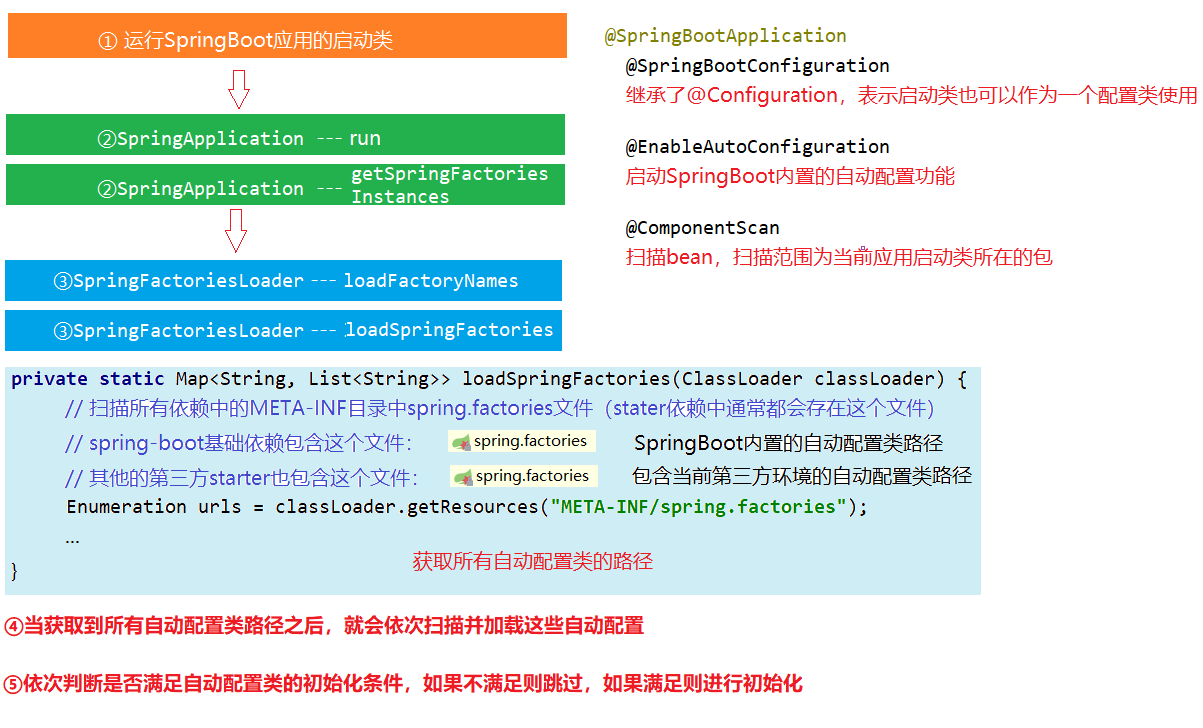 ① 运行SpringBoot应用的启动类
②SpringApplication --- run
②SpringApplication --- getSpringFactories
Instances
③SpringFactoriesLoader --- loadFactoryNames
③SpringFactoriesLoader --- loadSpringFactories
@SpringBootApplication
@SpringBootConfiguration
继承了@Configuration，表示启动类也可以作为一个配置类使用
@EnableAutoConfiguration
启动SpringBoot内置的自动配置功能
@ComponentScan
扫描bean，扫描范围为当前应用启动类所在的包
private static Map<String, List<String>> loadSpringFactories(ClassLoader classLoader) {
// 扫描所有依赖中的META-INF目录中spring.factories文件（stater依赖中通常都会存在这个文件）
// spring-boot基础依赖包含这个文件： spring.factories SpringBoot内置的自动配置类路径
// 其他的第三方starter也包含这个文件： spring.factories 包含当前第三方环境的自动配置类路径
Enumeration urls = classLoader.getResources("META-INF/spring.factories");
...
获取所有自动配置类的路径
}
④当获取到所有自动配置类路径之后，就会依次扫描并加载这些自动配置
⑤依次判断是否满足自动配置类的初始化条件，如果不满足则跳过，如果满足则进行初始化